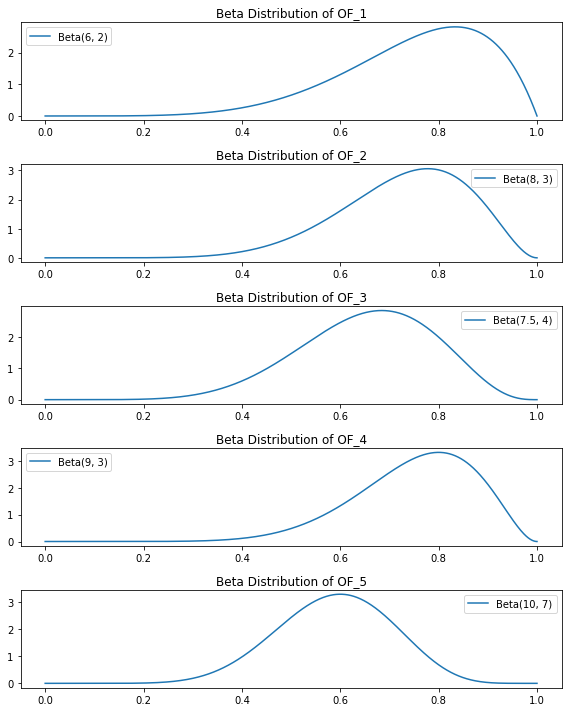 Beta Distribution of OF_1
Beta(6, 2)
2
1
0
0.0 0.2 0.4 0.6 0.8 1.0
Beta Distribution of OF_2
Beta(8, 3)
3
2
1
0
0.0 0.2 0.4 0.6 0.8 1.0
Beta Distribution of OF_3
Beta(7.5, 4)
2
1
0
0.0 0.2 0.4 0.6 0.8 1.0
Beta Distribution of OF_4
Beta(9, 3)
3
2
1
0
0.0 0.2 0.4 0.6 0.8 1.0
Beta Distribution of OF_5
Beta(10, 7)
3
2
1
0
0.0 0.2 0.4 0.6 0.8 1.0